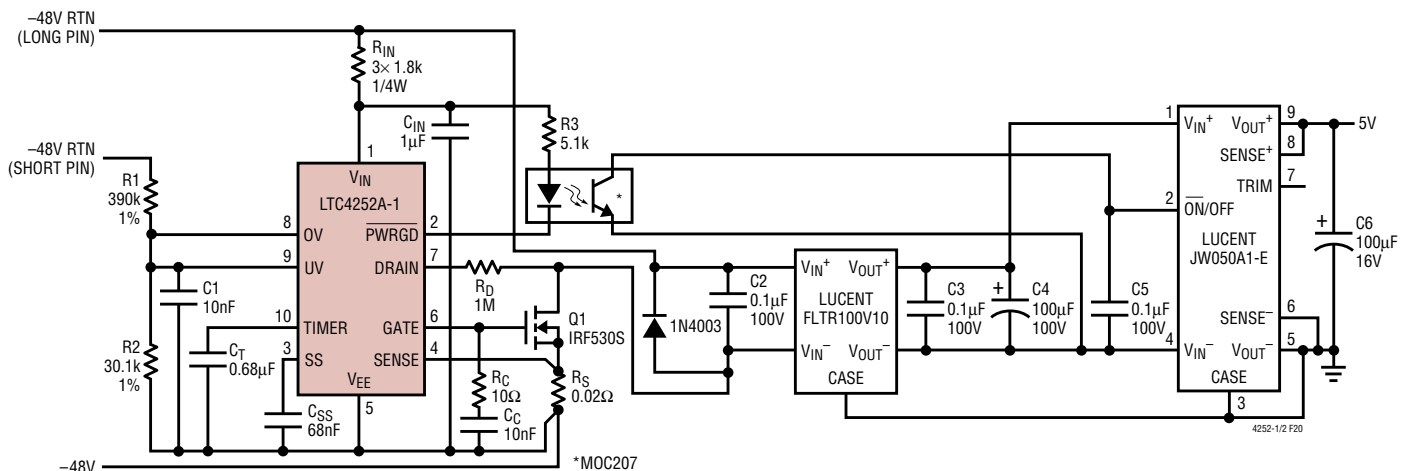 –48V RTN
(LONG PIN)
R_IN
3× 1.8k
1/4W
C_IN
1µF
R3
5.1k
*
–48V RTN
(SHORT PIN)
R1
390k
1%
1
V_IN
LTC4252A-1
8 OV
9 UV
10 TIMER
3 SS
V_EE
5
P̅W̅R̅G̅D̅ 2
DRAIN 7
GATE 6
SENSE 4
C1
10nF
R2
30.1k
1%
C_T
0.68µF
C_SS
68nF
R_D
1M
Q1
IRF530S
R_C
10Ω
C_C
10nF
R_S
0.02Ω
–48V
*MOC207
1N4003
C2
0.1µF
100V
V_IN+ V_OUT+
LUCENT
FLTR100V10
V_IN– V_OUT–
CASE
C3
0.1µF
100V
+
C4
100µF
100V
C5
0.1µF
100V
1 V_IN+ V_OUT+ 9
5V
SENSE+ 8
TRIM 7
2 O̅N̅/OFF
LUCENT
JW050A1-E
SENSE– 6
4 V_IN– V_OUT– 5
CASE
3
+
C6
100µF
16V
4252-1/2 F20